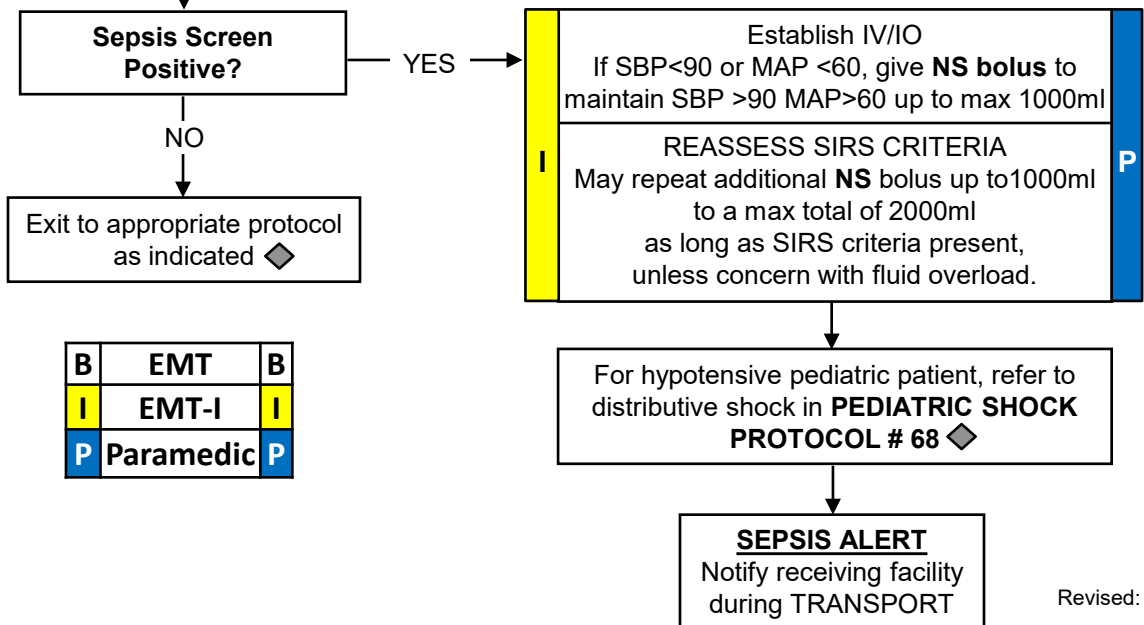 Sepsis Screen
Positive?
YES
NO
Exit to appropriate protocol
as indicated
I
Establish IV/IO
If SBP<90 or MAP <60, give NS bolus to
maintain SBP >90 MAP>60 up to max 1000ml
REASSESS SIRS CRITERIA
May repeat additional NS bolus up to1000ml
to a max total of 2000ml
as long as SIRS criteria present,
unless concern with fluid overload.
P
B EMT B
I EMT-I I
P Paramedic P
For hypotensive pediatric patient, refer to
distributive shock in PEDIATRIC SHOCK
PROTOCOL # 68
SEPSIS ALERT
Notify receiving facility
during TRANSPORT
Revised: